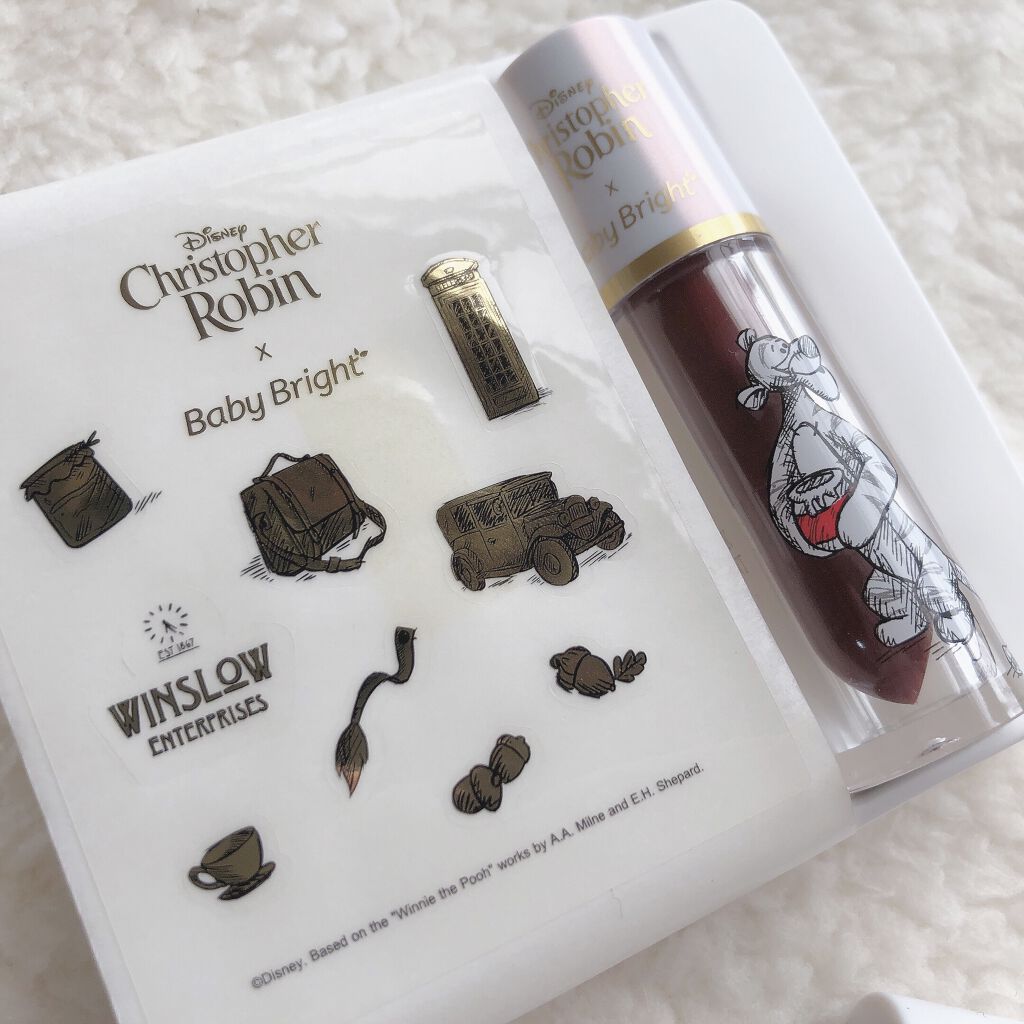 Disney
Christopher
Robin
x
Baby Bright
EST 1867
WINSLOW
ENTERPRISES
©Disney. Based on the "Winnie the Pooh" works by A.A. Milne and E.H. Shepard.
Disney
Christopher
Robin
x
Baby Bright